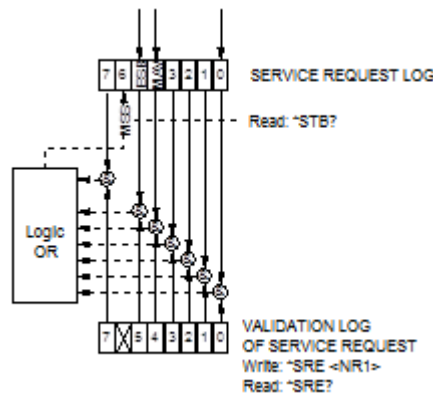 7 6 ESB MAV 3 2 1 0
SERVICE REQUEST LOG
MSS
Read: *STB?
&
Logic
OR
&
&
&
&
&
&
7 X 5 4 3 2 1 0
VALIDATION LOG
OF SERVICE REQUEST
Write: *SRE <NR1>
Read: *SRE?